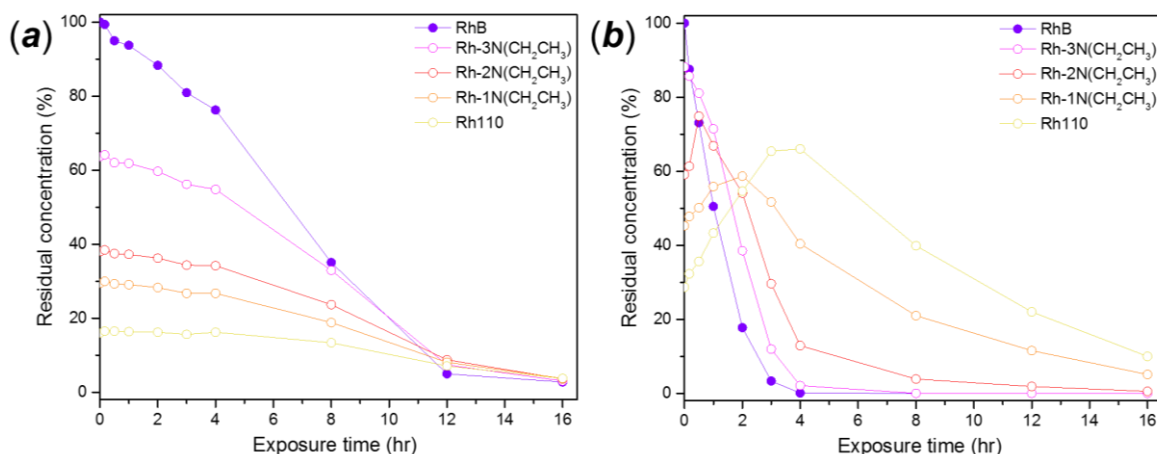 (a)
Residual concentration (%)
100
80
60
40
20
0
0 2 4 6 8 10 12 14 16
Exposure time (hr)
RhB
Rh-3N(CH₂CH₃)
Rh-2N(CH₂CH₃)
Rh-1N(CH₂CH₃)
Rh110
(b)
Residual concentration (%)
100
80
60
40
20
0
0 2 4 6 8 10 12 14 16
Exposure time (hr)
RhB
Rh-3N(CH₂CH₃)
Rh-2N(CH₂CH₃)
Rh-1N(CH₂CH₃)
Rh110